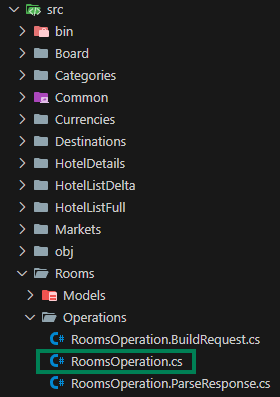 src
bin
Board
Categories
Common
Currencies
Destinations
HotelDetails
HotelListDelta
HotelListFull
Markets
obj
Rooms
Models
Operations
C# RoomsOperation.BuildRequest.cs
C# RoomsOperation.cs
C# RoomsOperation.ParseResponse.cs